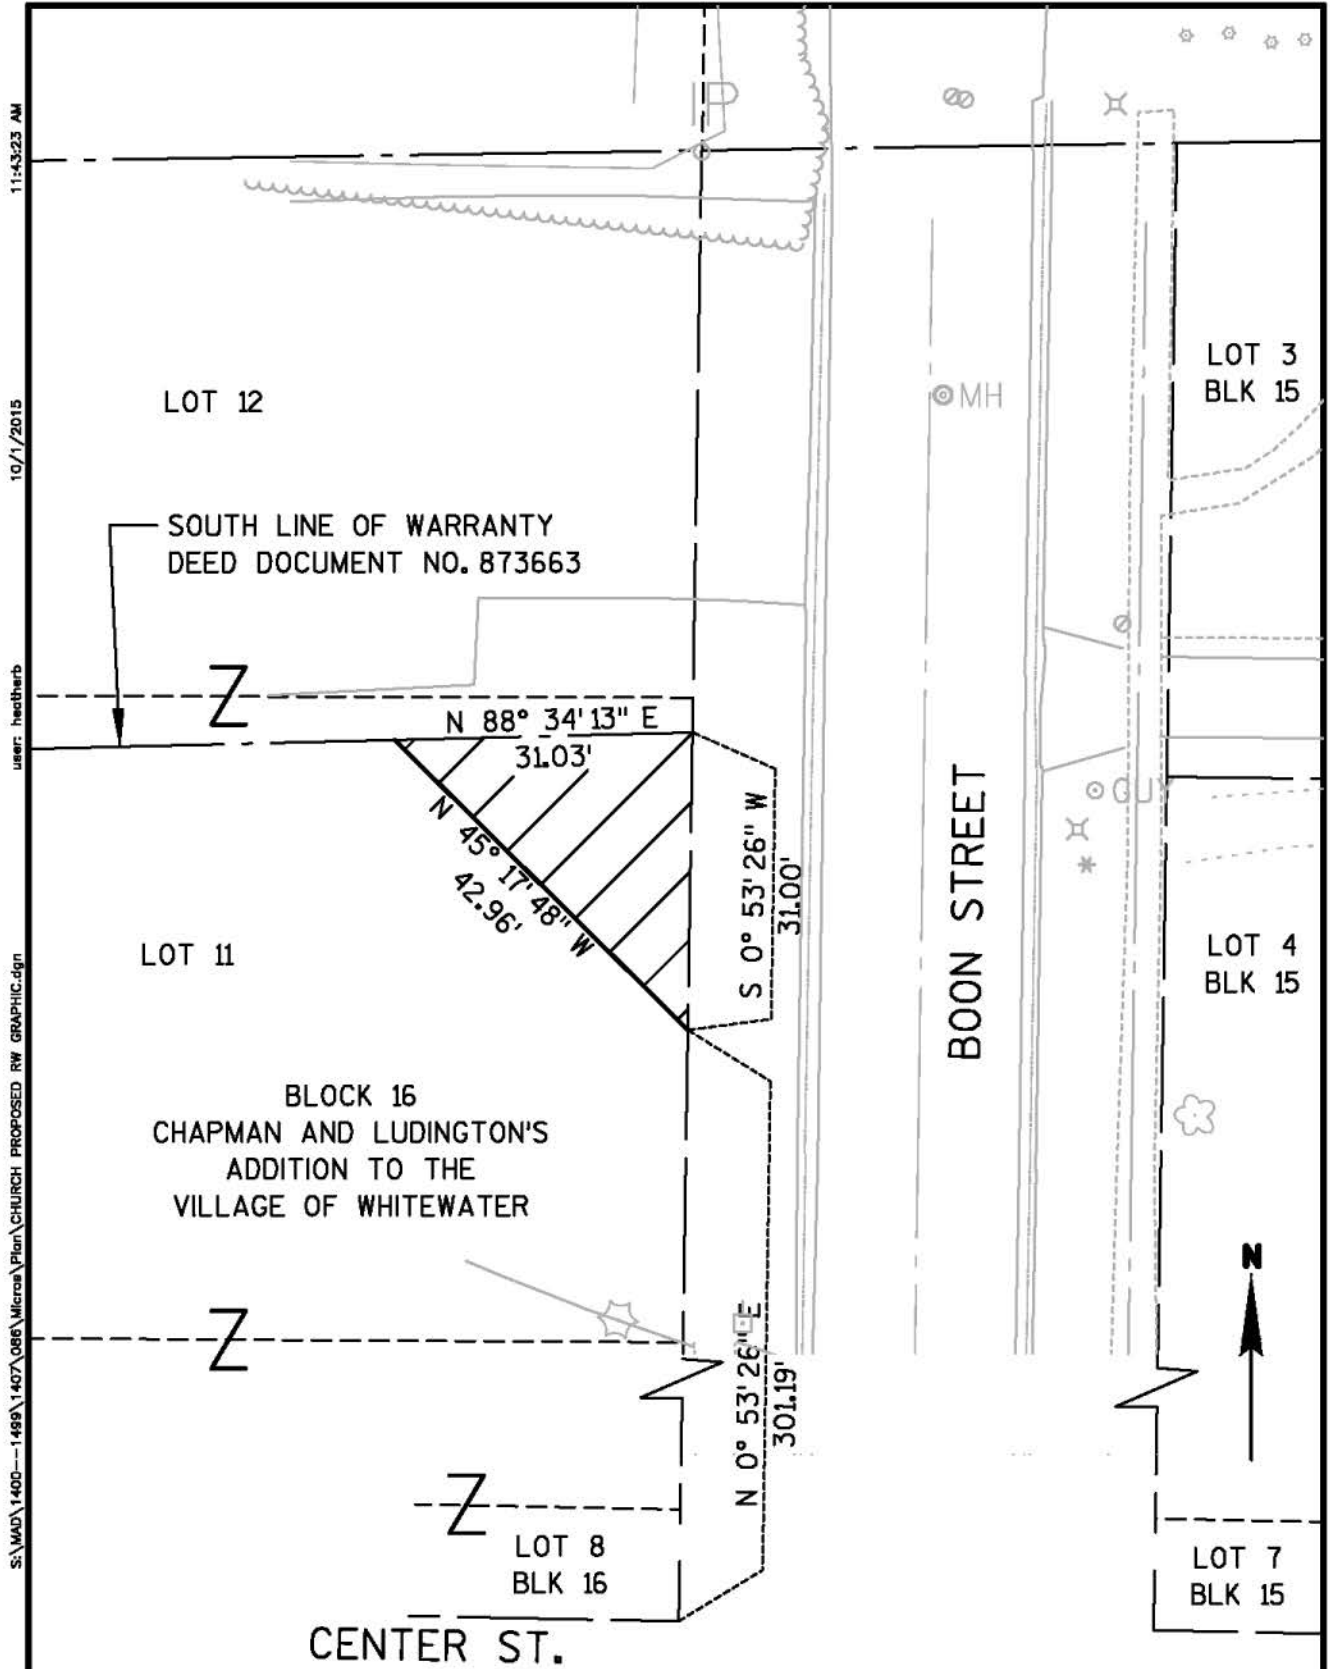 11:43:23 AM
10/1/2015
user: heatherb
S:\MAD\1400--1499\1407\086\Micros\Plan\CHURCH PROPOSED RW GRAPHIC.dgn
IP
LOT 3
BLK 15
MH
LOT 12
SOUTH LINE OF WARRANTY
DEED DOCUMENT NO. 873663
Z
N 88° 34' 13" E
31.03'
N 45° 17' 48" W
42.96'
S 0° 53' 26" W
31.00'
BOON STREET
GUY
LOT 11
LOT 4
BLK 15
BLOCK 16
CHAPMAN AND LUDINGTON'S
ADDITION TO THE
VILLAGE OF WHITEWATER
N
Z
N 0° 53' 26" E
301.19'
Z
LOT 8
BLK 16
LOT 7
BLK 15
CENTER ST.